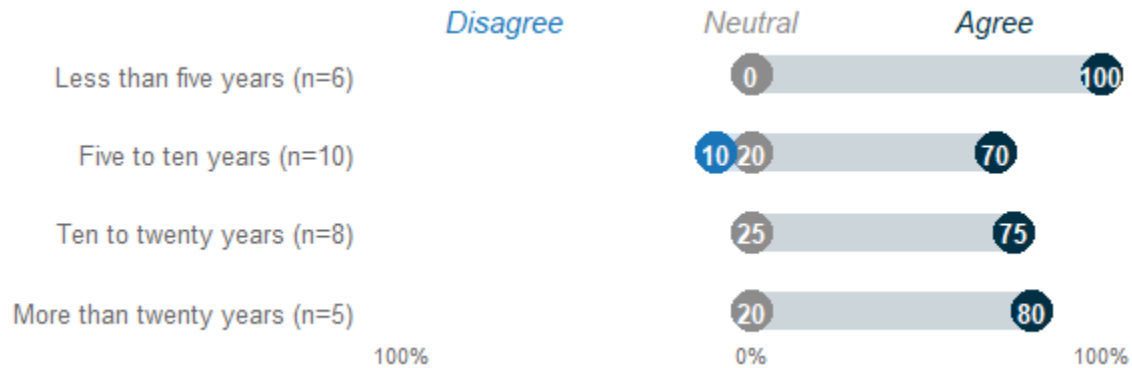 Disagree Neutral Agree
Less than five years (n=6) 0 100
Five to ten years (n=10) 10 20 70
Ten to twenty years (n=8) 25 75
More than twenty years (n=5) 20 80
100% 0% 100%